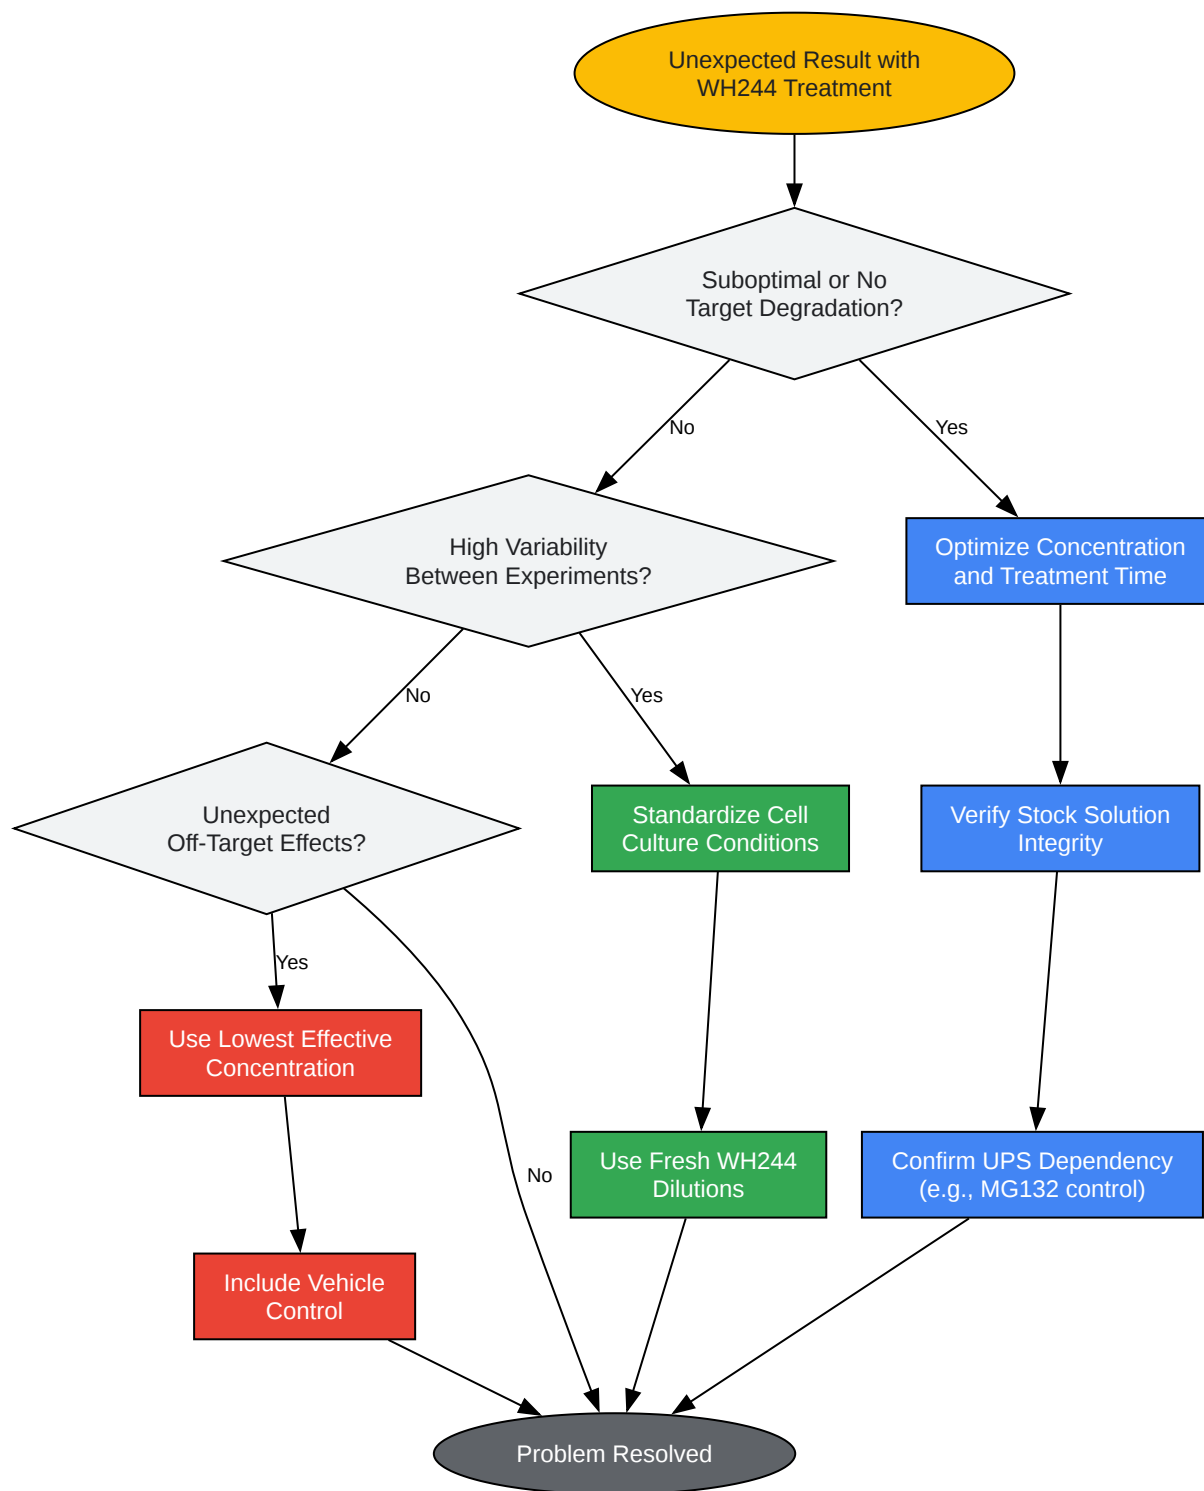 Unexpected Result with
WH244 Treatment
Suboptimal or No
Target Degradation?
No
Yes
High Variability
Between Experiments?
Optimize Concentration
and Treatment Time
No
Yes
Unexpected
Off-Target Effects?
Standardize Cell
Culture Conditions
Verify Stock Solution
Integrity
Yes
Use Lowest Effective
Concentration
No
Use Fresh WH244
Dilutions
Confirm UPS Dependency
(e.g., MG132 control)
Include Vehicle
Control
Problem Resolved